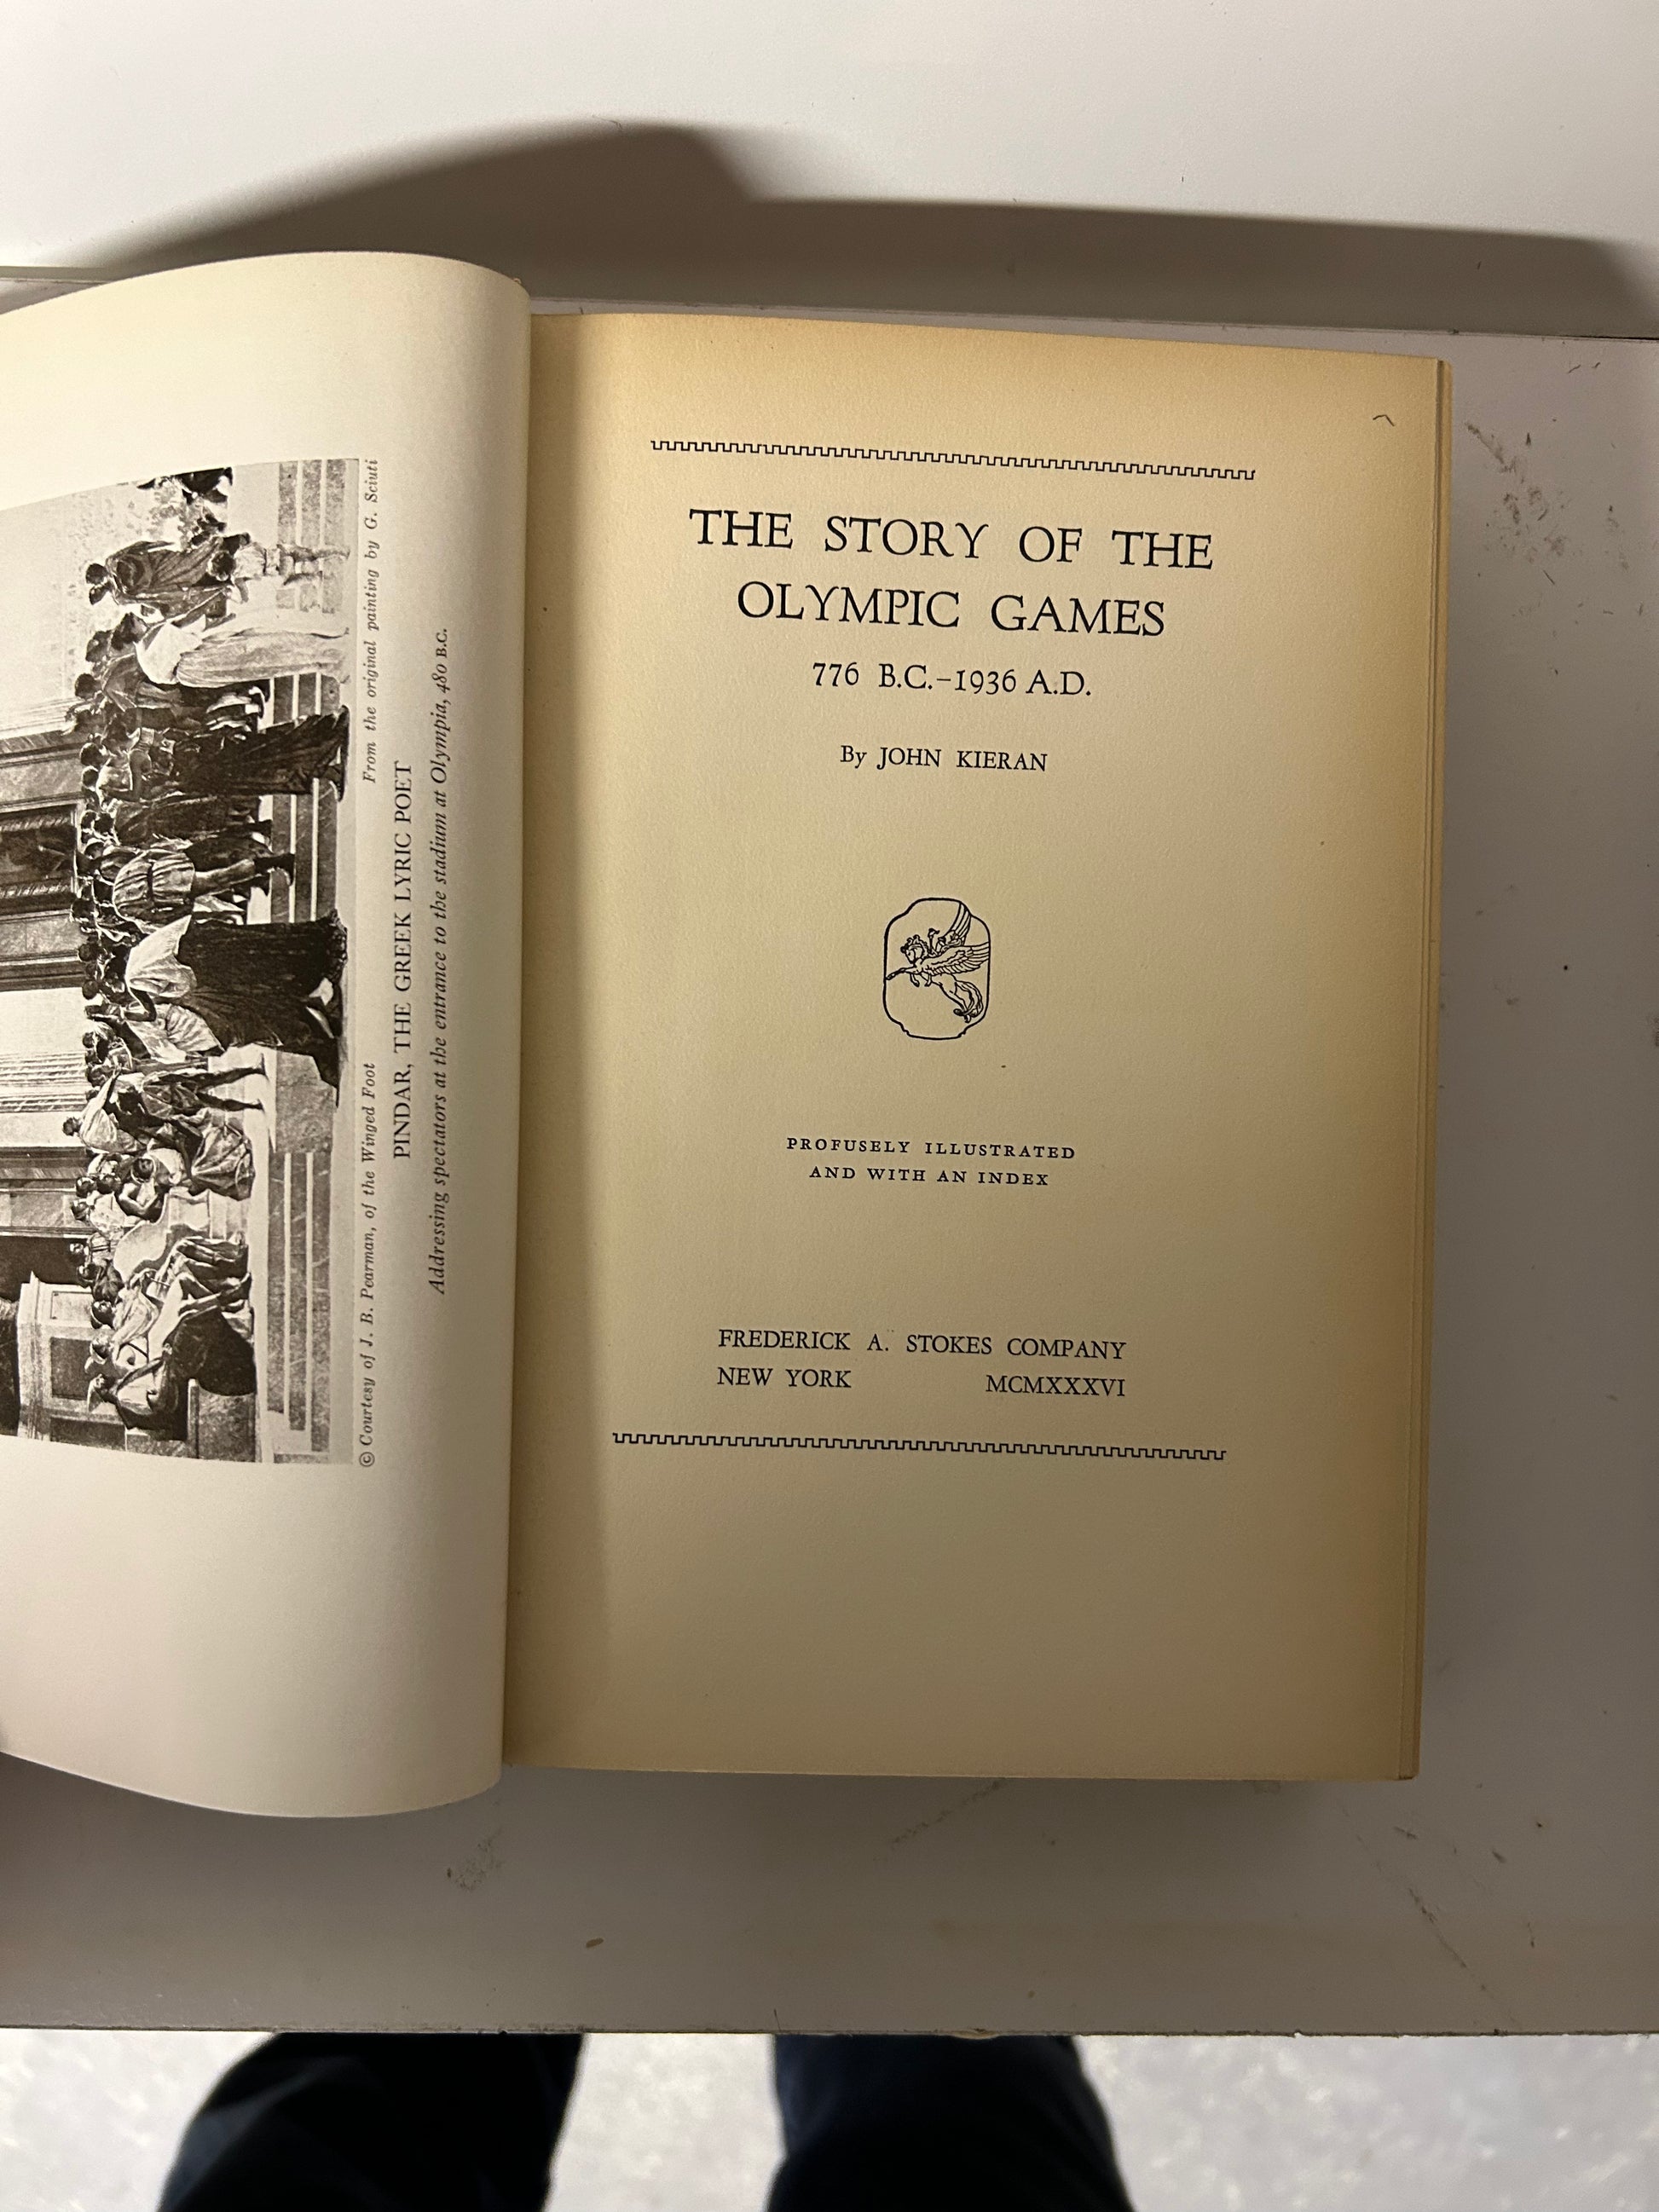 © Courtesy of J. B. Pearman, of the Winged Foot From the original painting by G. Sciuti
PINDAR, THE GREEK LYRIC POET
Addressing spectators at the entrance to the stadium at Olympia, 480 B.C.
THE STORY OF THE
OLYMPIC GAMES
776 B.C.–1936 A.D.
By JOHN KIERAN
PROFUSELY ILLUSTRATED
AND WITH AN INDEX
FREDERICK A. STOKES COMPANY
NEW YORK MCMXXXVI